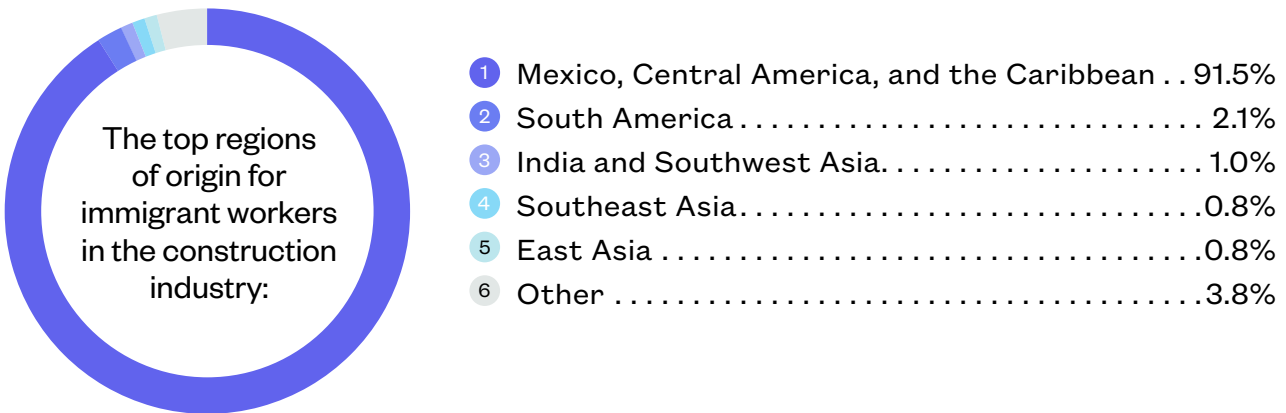 The top regions
of origin for
immigrant workers
in the construction
industry:
1 Mexico, Central America, and the Caribbean . . 91.5%
2 South America . . . . . . . . . . . . . . . . . . . . . . . . . . . . . . 2.1%
3 India and Southwest Asia. . . . . . . . . . . . . . . . . . . . . 1.0%
4 Southeast Asia. . . . . . . . . . . . . . . . . . . . . . . . . . . . . .0.8%
5 East Asia . . . . . . . . . . . . . . . . . . . . . . . . . . . . . . . . . . .0.8%
6 Other . . . . . . . . . . . . . . . . . . . . . . . . . . . . . . . . . . . . . .3.8%